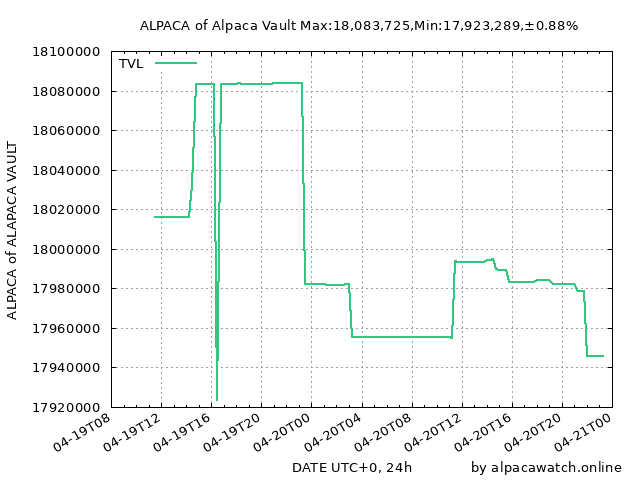 ALPACA of Alpaca Vault Max:18,083,725,Min:17,923,289,±0.88%
TVL
18100000
18080000
18060000
18040000
18020000
18000000
17980000
17960000
17940000
17920000
ALPACA of ALAPACA VAULT
04-19T08
04-19T12
04-19T16
04-19T20
04-20T00
04-20T04
04-20T08
04-20T12
04-20T16
04-20T20
04-21T00
DATE UTC+0, 24h
by alpacawatch.online